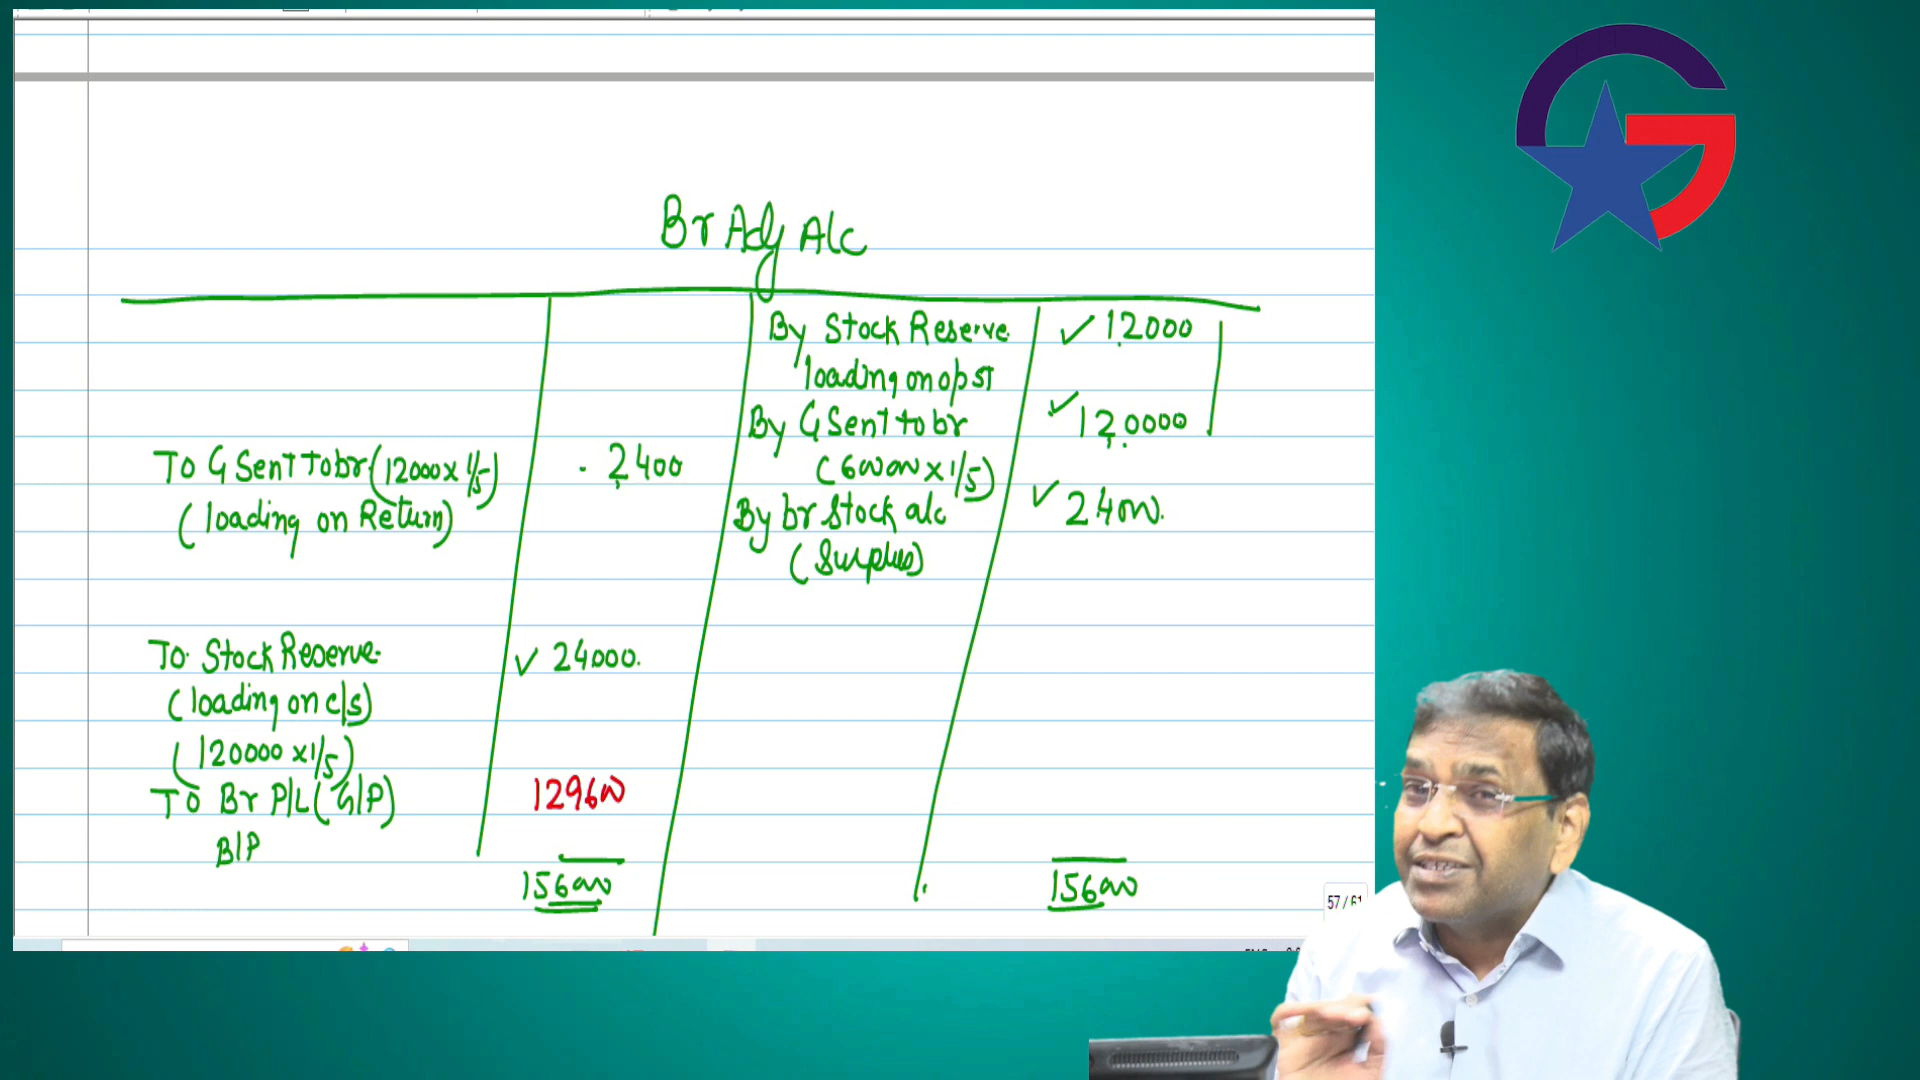 Br Adj A/c
By Stock Reserve
loading on op st
✓ 12000
By G Sent to br
(600000 x 1/5)
✓ 120000
By br Stock a/c
(Surplus)
✓ 24000.
To G Sent to br (12000 x 1/5)
(loading on Return)
2400
To Stock Reserve
(loading on c/s)
(120000 x 1/5)
✓ 24000.
To Br P/L (G/P)
B/P
129600
156000
156000
57 / 61